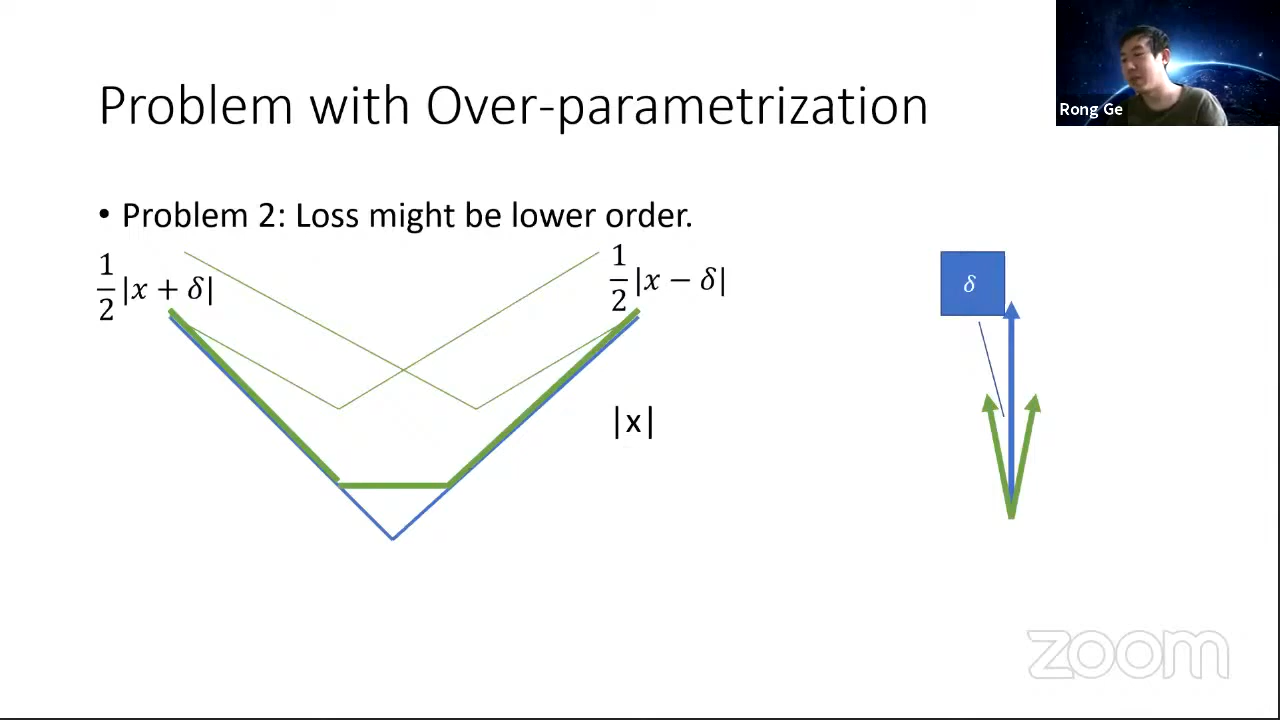 Problem with Over-parametrization
Rong Ge
• Problem 2: Loss might be lower order.
1/2 |x + δ|
1/2 |x − δ|
δ
|x|
zoom